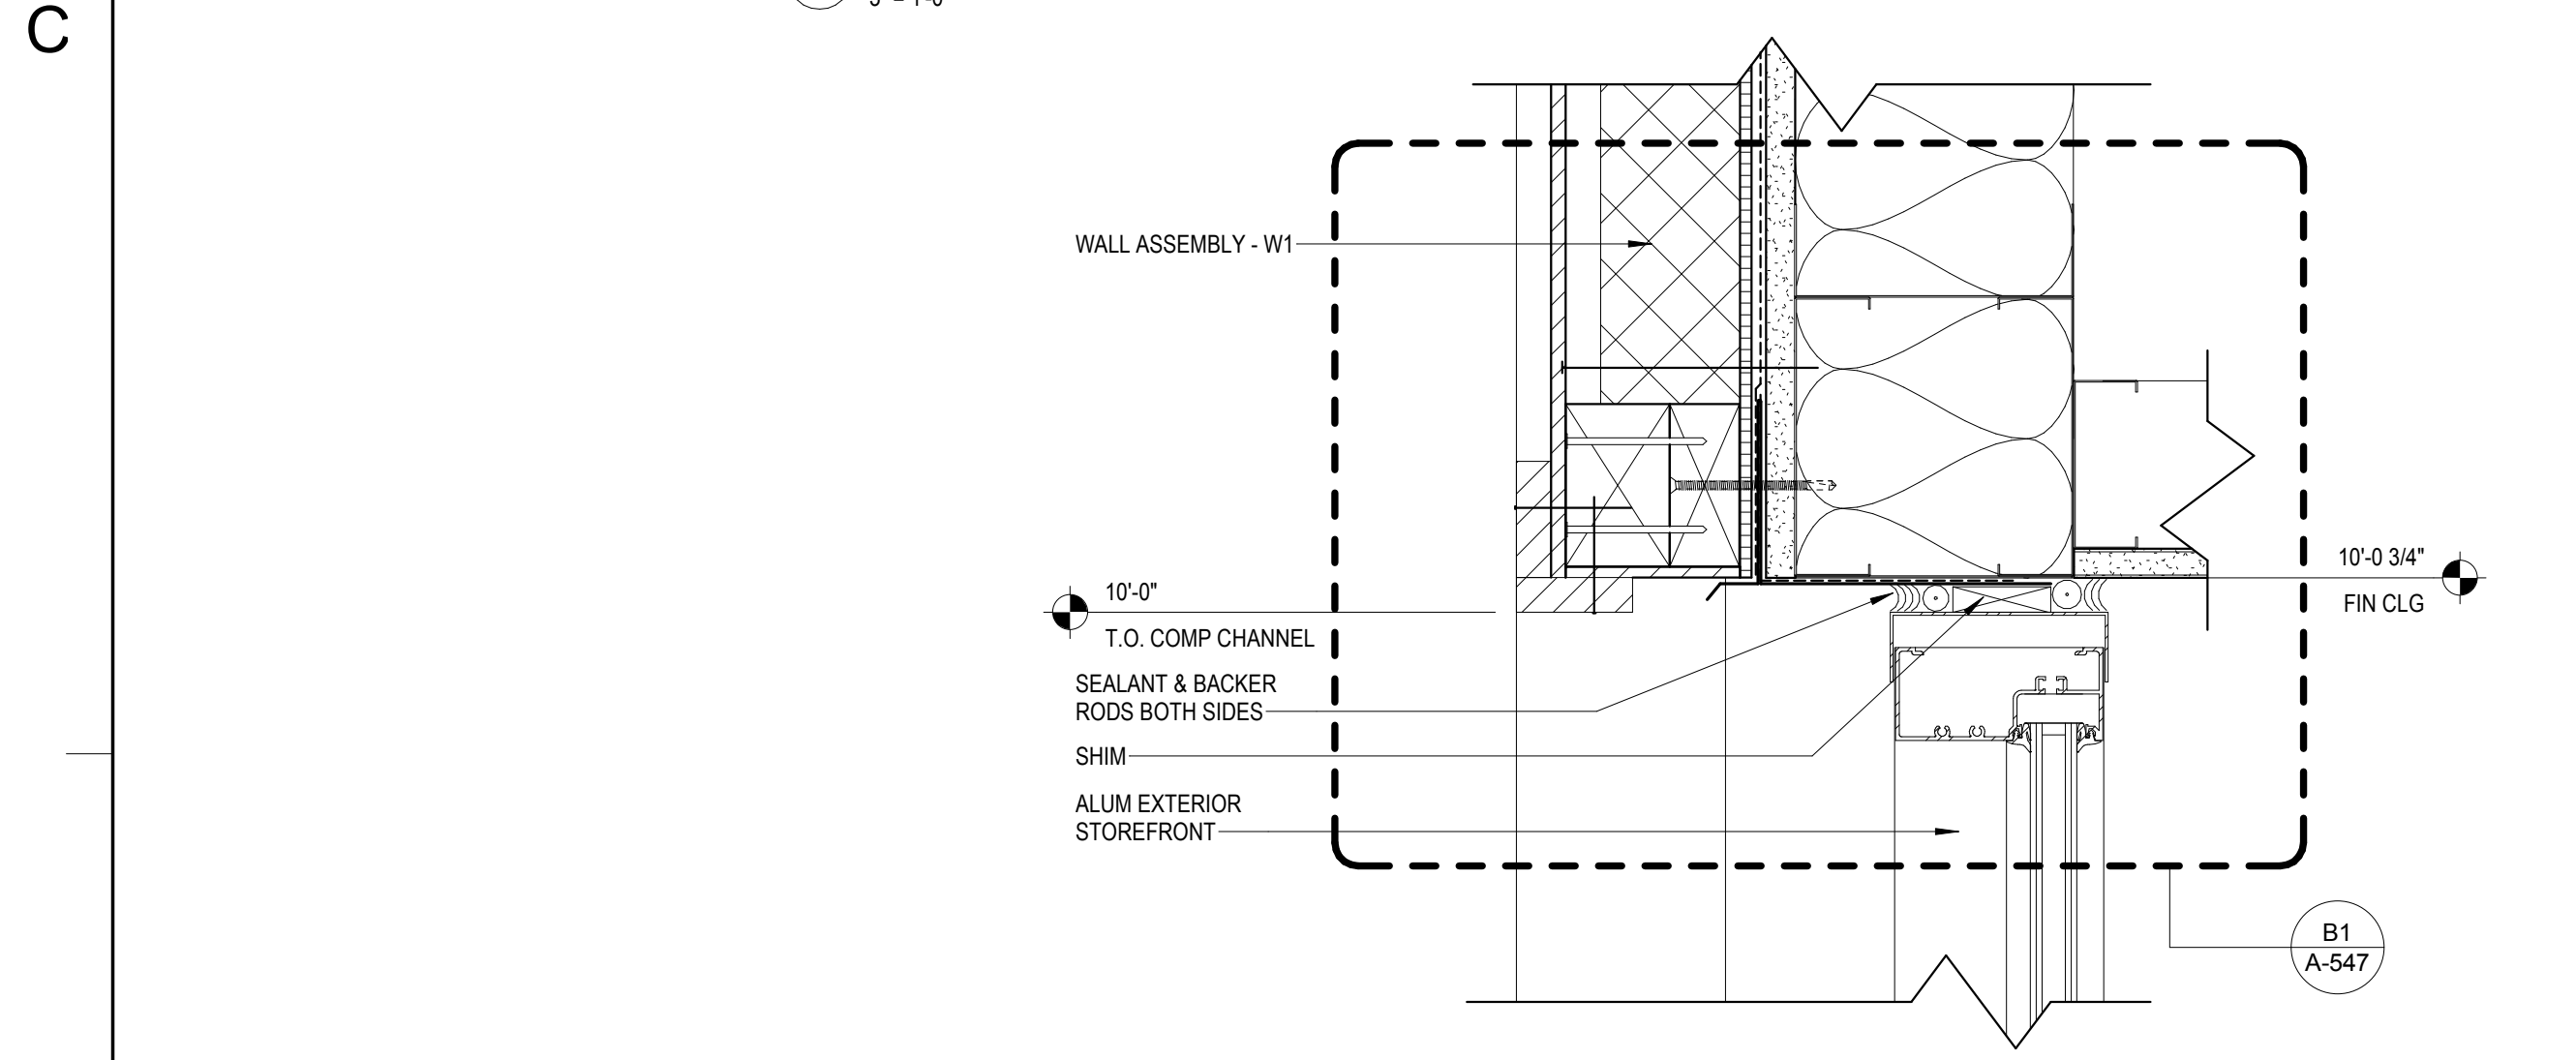 C
WALL ASSEMBLY - W1
10'-0"
T.O. COMP CHANNEL
SEALANT & BACKER
RODS BOTH SIDES
SHIM
ALUM EXTERIOR
STOREFRONT
10'-0 3/4"
FIN CLG
B1
A-547